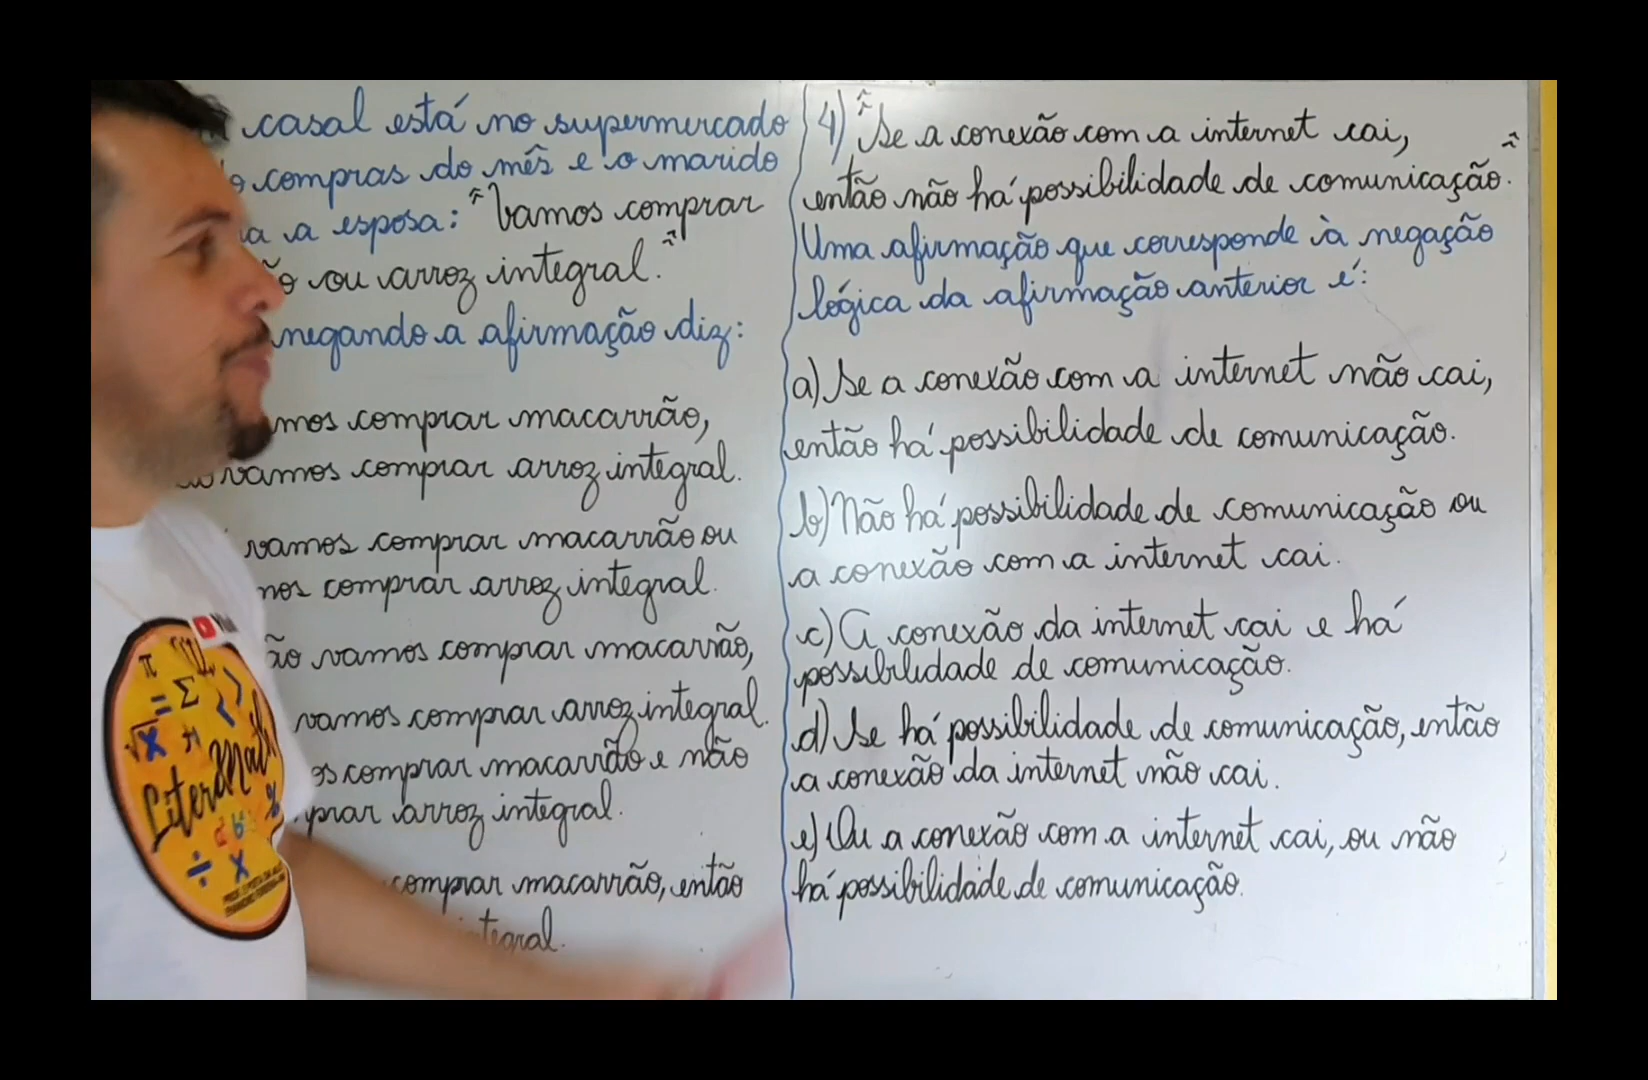 casal está no supermercado
compras do mês e o marido
a esposa: "Vamos comprar
ou arroz integral."
negando a afirmação diz:
comprar macarrão,
vamos comprar arroz integral.
vamos comprar macarrão ou
comprar arroz integral.
vamos comprar macarrão,
vamos comprar arroz integral.
comprar macarrão e não
arroz integral.
comprar macarrão, então
4) "Se a conexão com a internet cai,
então não há possibilidade de comunicação."
Uma afirmação que corresponde à negação
lógica da afirmação anterior é:
a) Se a conexão com a internet não cai,
então há possibilidade de comunicação.
b) Não há possibilidade de comunicação ou
a conexão com a internet cai.
c) A conexão da internet cai e há
possibilidade de comunicação.
d) Se há possibilidade de comunicação, então
a conexão da internet não cai.
e) Ou a conexão com a internet cai, ou não
há possibilidade de comunicação.
LiterMath